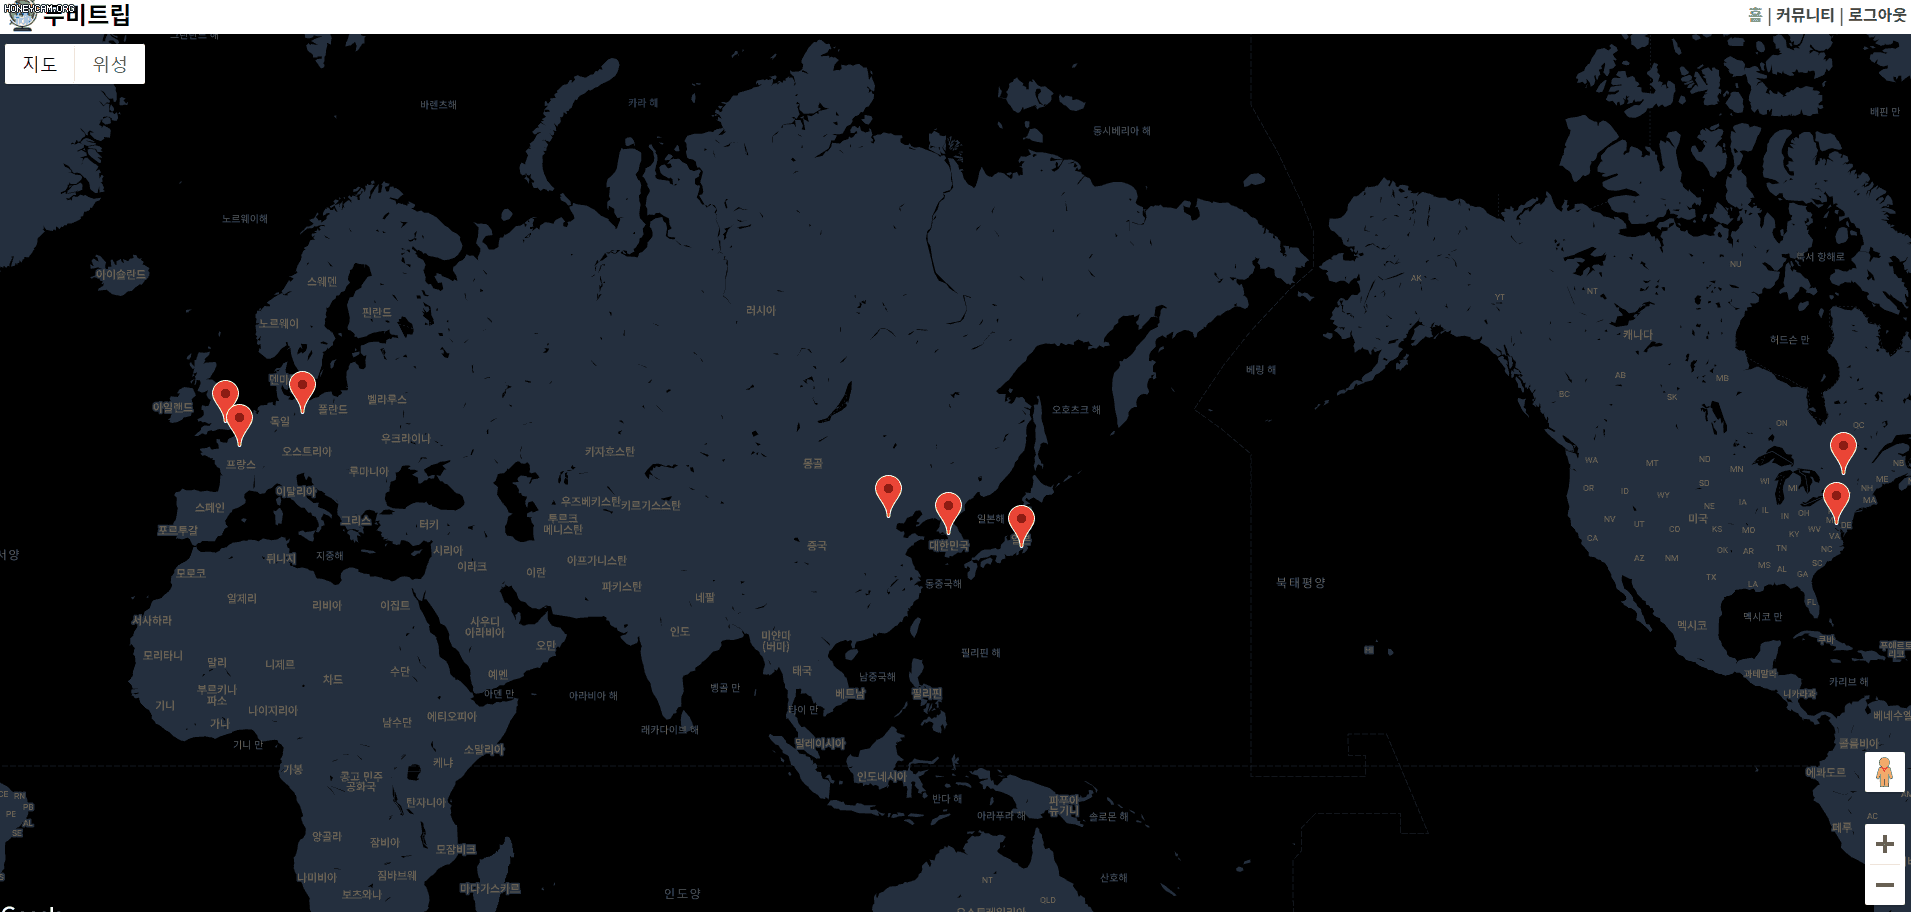 HONEYCAM.ORG
무비트립
홈 | 커뮤니티 | 로그아웃
지도 위성
그린란드 해
바렌츠해
카라 해
동시베리아 해
배핀 만
노르웨이해
아이슬란드
스웨덴
핀란드
노르웨이
러시아
AK
YT
NT
NU
북서 항해로
캐나다
허드슨 만
베링 해
오호츠크 해
아일랜드
독일
폴란드
벨라루스
우크라이나
오스트리아
프랑스
루마니아
카자흐스탄
몽골
BC
AB
SK
MB
ON
QC
NB
이탈리아
스페인
포르투갈
그리스
터키
우즈베키스탄
키르기스스탄
투르크
메니스탄
일본해
대한민국
WA
MT
ND
MN
WI
MI
ME
NH
MA
OR
ID
WY
SD
NE
IA
IL
IN
OH
NV
UT
CO
미국
KS
MO
KY
WV
VA
DE
CA
AZ
NM
OK
AR
TN
NC
SC
TX
LA
MS
AL
GA
FL
서양
튀니지
지중해
시리아
이라크
이란
아프가니스탄
중국
모로코
알제리
리비아
이집트
파키스탄
네팔
동중국해
북태평양
서사하라
사우디
아라비아
오만
인도
미얀마
(버마)
멕시코
멕시코 만
쿠바
푸에르토
리코
모리타니
말리
니제르
차드
수단
예멘
아덴 만
아라비아 해
벵골 만
태국
남중국해
베트남
필리핀
필리핀 해
HI
과테말라
니카라과
카리브 해
기니
부르키나
파소
가나
나이지리아
남수단
에티오피아
래카다이브 해
타이 만
베네수엘
콜롬비아
기니 만
소말리아
말레이시아
가봉
콩고 민주
공화국
케냐
인도네시아
에콰도르
탄자니아
반다 해
아라푸라 해
파푸아
뉴기니
솔로몬 해
CE
RN
PB
PE
AL
SE
AM
AC
페루
앙골라
잠비아
모잠비크
나미비아
짐바브웨
보츠와나
마다가스카르
인도양
NT
QLD
산호해
오스트레일리아
Google